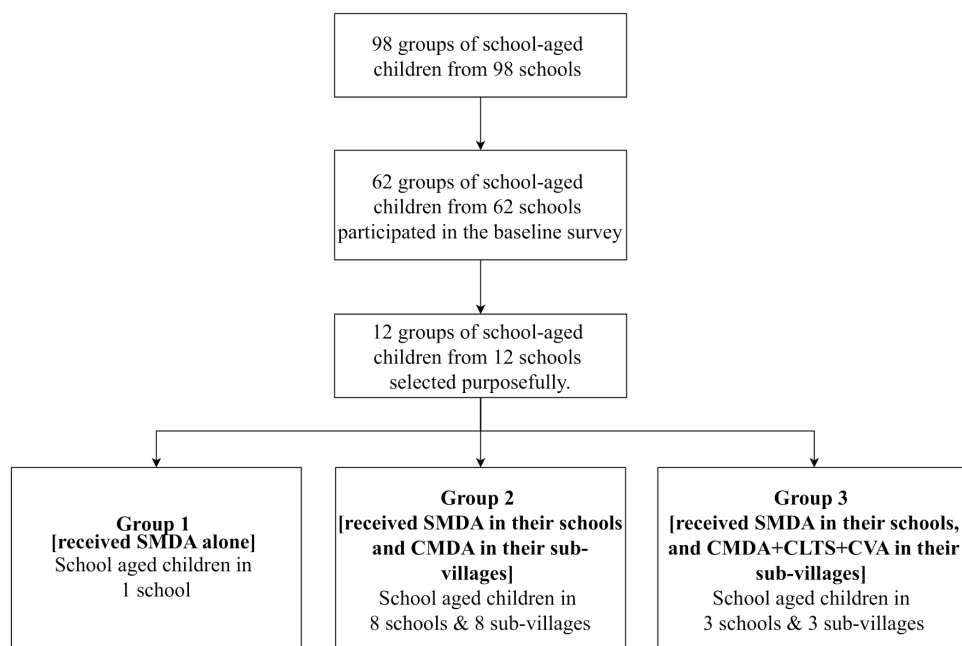 98 groups of school-aged
children from 98 schools
62 groups of school-aged
children from 62 schools
participated in the baseline survey
12 groups of school-aged
children from 12 schools
selected purposefully.
Group 1
[received SMDA alone]
School aged children in
1 school
Group 2
[received SMDA in their schools
and CMDA in their sub-
villages]
School aged children in
8 schools & 8 sub-villages
Group 3
[received SMDA in their schools,
and CMDA+CLTS+CVA in their
sub-villages]
School aged children in
3 schools & 3 sub-villages